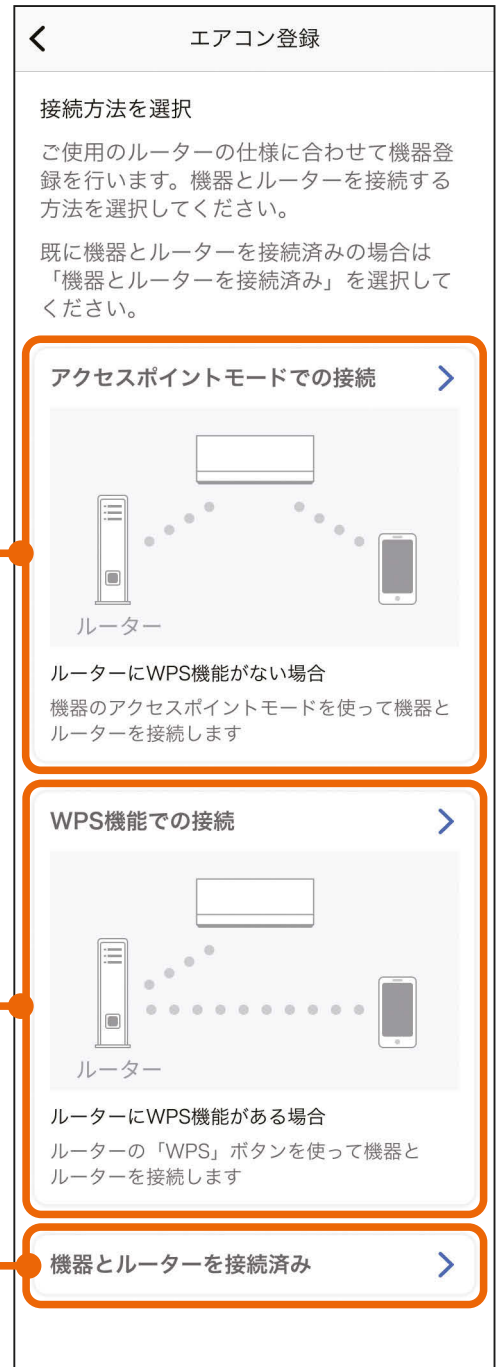 エアコン登録
接続方法を選択
ご使用のルーターの仕様に合わせて機器登
録を行います。機器とルーターを接続する
方法を選択してください。
既に機器とルーターを接続済みの場合は
「機器とルーターを接続済み」を選択して
ください。
アクセスポイントモードでの接続
ルーター
ルーターにWPS機能がない場合
機器のアクセスポイントモードを使って機器と
ルーターを接続します
WPS機能での接続
ルーター
ルーターにWPS機能がある場合
ルーターの「WPS」ボタンを使って機器と
ルーターを接続します
機器とルーターを接続済み